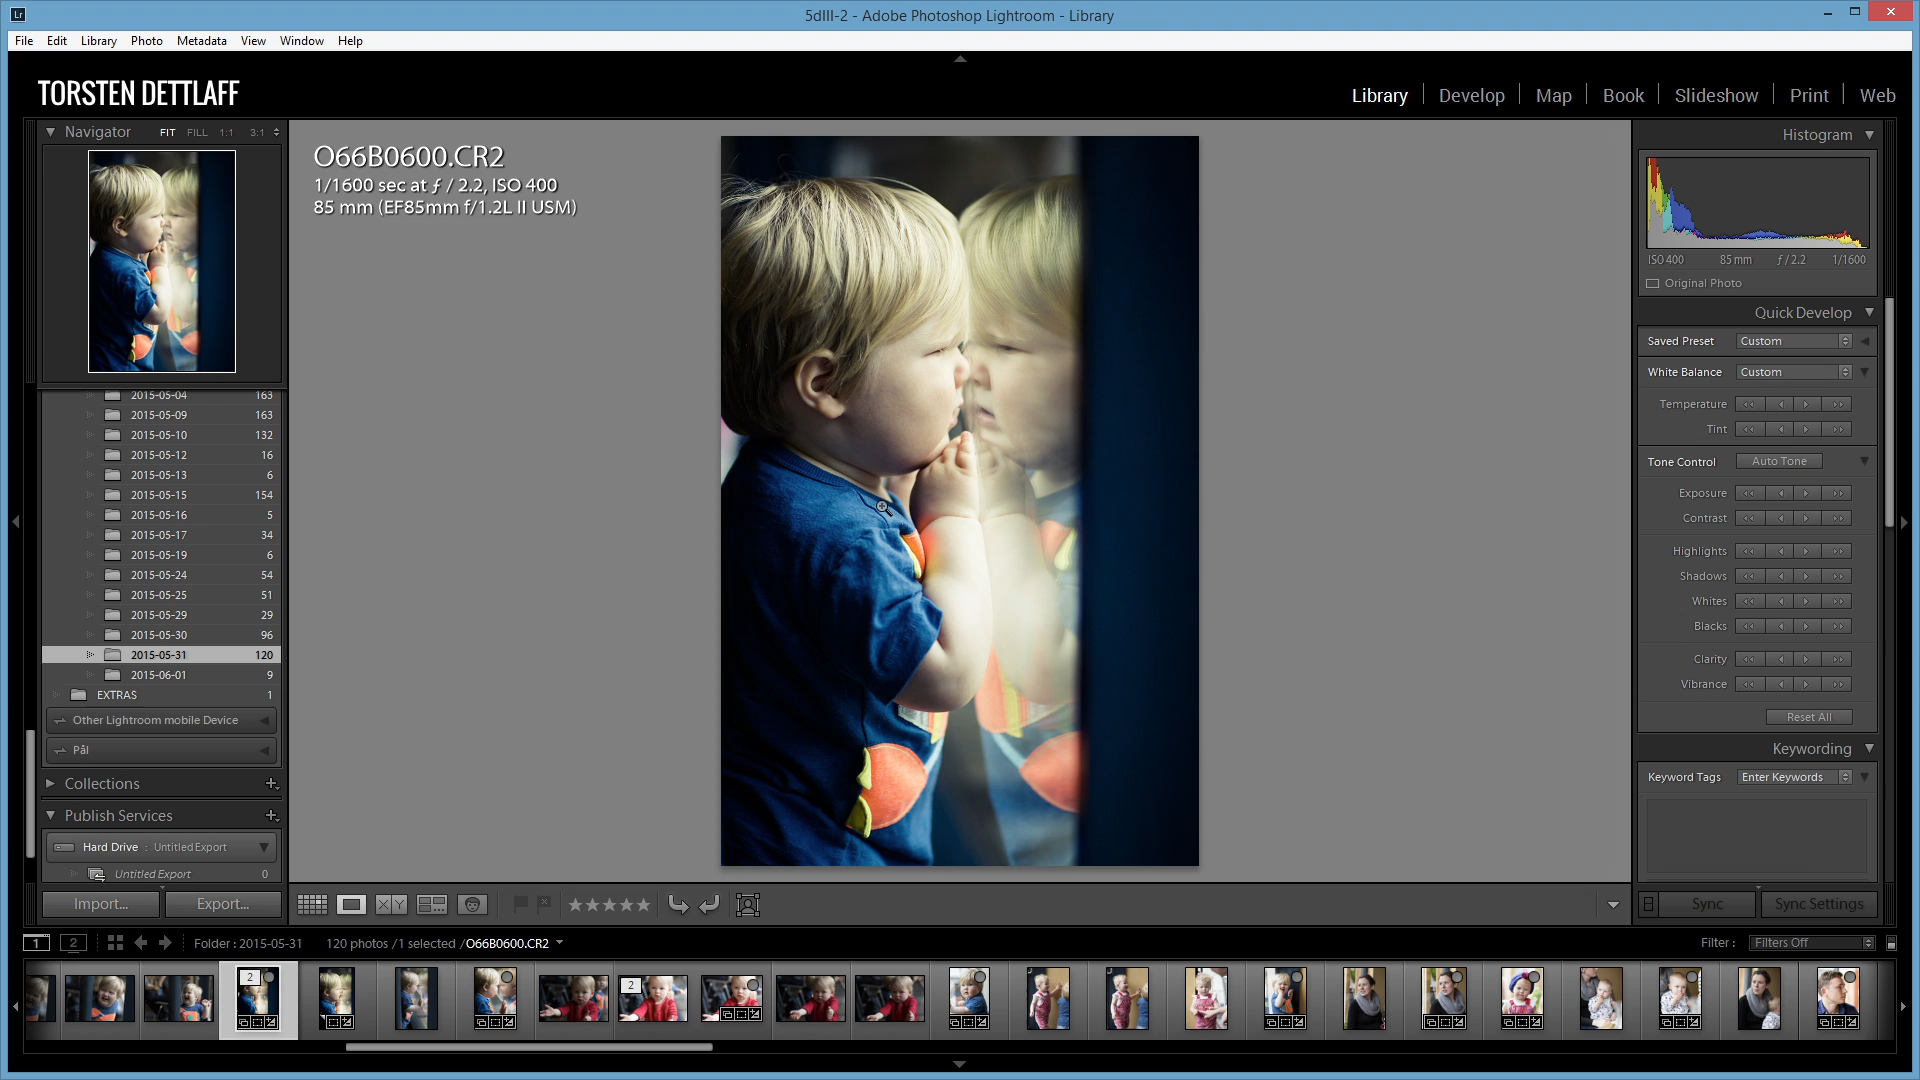 Lr
5dIII-2 - Adobe Photoshop Lightroom - Library
File Edit Library Photo Metadata View Window Help
TORSTEN DETTLAFF
Library Develop Map Book Slideshow Print Web
Navigator FIT FILL 1:1 3:1
2015-05-04 163
2015-05-09 163
2015-05-10 132
2015-05-12 16
2015-05-13 6
2015-05-15 154
2015-05-16 5
2015-05-17 34
2015-05-19 6
2015-05-24 54
2015-05-25 51
2015-05-29 29
2015-05-30 96
2015-05-31 120
2015-06-01 9
EXTRAS 1
Other Lightroom mobile Device
Pål
Collections
Publish Services
Hard Drive : Untitled Export
Untitled Export 0
Import... Export...
O66B0600.CR2
1/1600 sec at ƒ / 2.2, ISO 400
85 mm (EF85mm f/1.2L II USM)
Histogram
ISO 400 85 mm ƒ / 2.2 1/1600
Original Photo
Quick Develop
Saved Preset Custom
White Balance Custom
Temperature
Tint
Tone Control Auto Tone
Exposure
Contrast
Highlights
Shadows
Whites
Blacks
Clarity
Vibrance
Reset All
Keywording
Keyword Tags Enter Keywords
X Y
Sync Sync Settings
1 2 Folder : 2015-05-31 120 photos / 1 selected / O66B0600.CR2 Filter : Filters Off
2 2